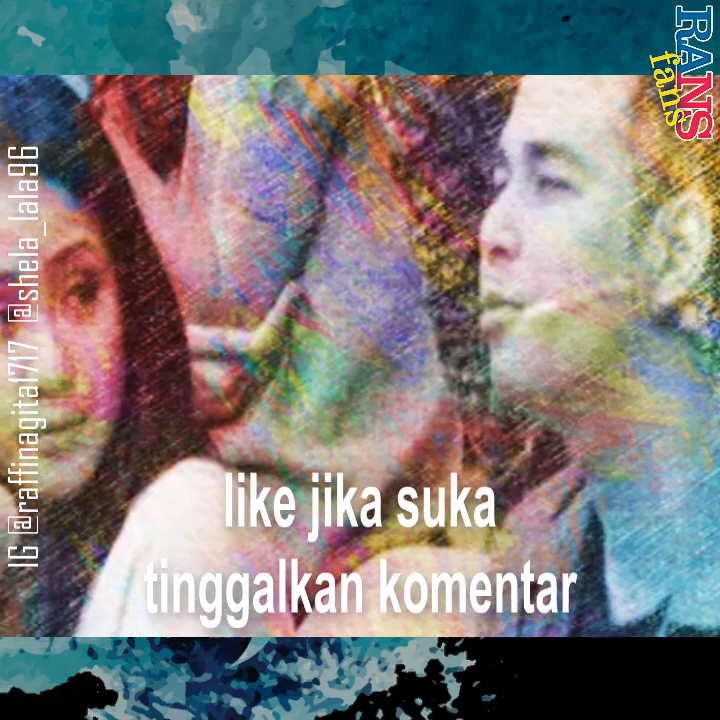 RANS
fans
IG @raffinagita1717 @shela_lala96
like jika suka
tinggalkan komentar